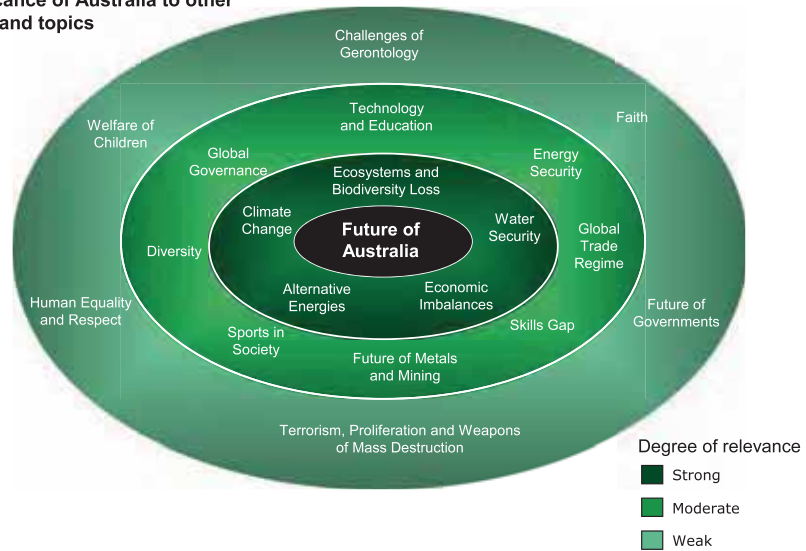 cance of Australia to other
and topics
Challenges of
Gerontology
Welfare of
Children
Faith
Technology
and Education
Global
Governance
Energy
Security
Ecosystems and
Biodiversity Loss
Climate
Change
Water
Security
Future of
Australia
Diversity
Global
Trade
Regime
Alternative
Energies
Economic
Imbalances
Human Equality
and Respect
Future of
Governments
Sports in
Society
Skills Gap
Future of Metals
and Mining
Terrorism, Proliferation and Weapons
of Mass Destruction
Degree of relevance
Strong
Moderate
Weak